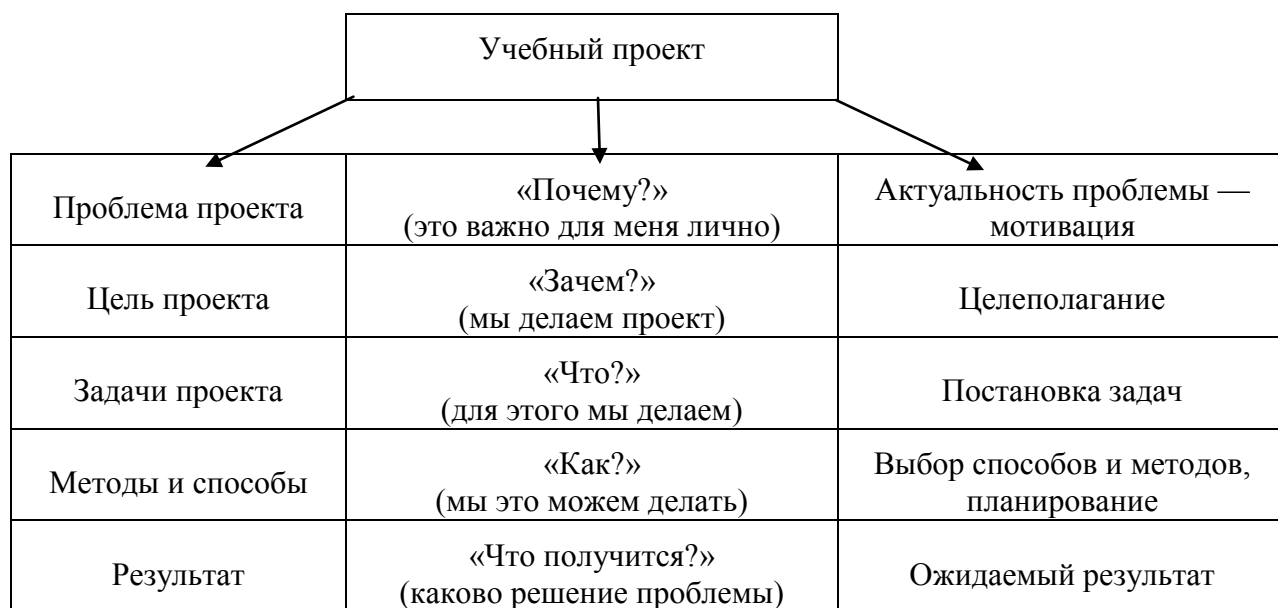 Учебный проект
Проблема проекта
«Почему?»
(это важно для меня лично)
Актуальность проблемы —
мотивация
Цель проекта
«Зачем?»
(мы делаем проект)
Целеполагание
Задачи проекта
«Что?»
(для этого мы делаем)
Постановка задач
Методы и способы
«Как?»
(мы это можем делать)
Выбор способов и методов,
планирование
Результат
«Что получится?»
(каково решение проблемы)
Ожидаемый результат